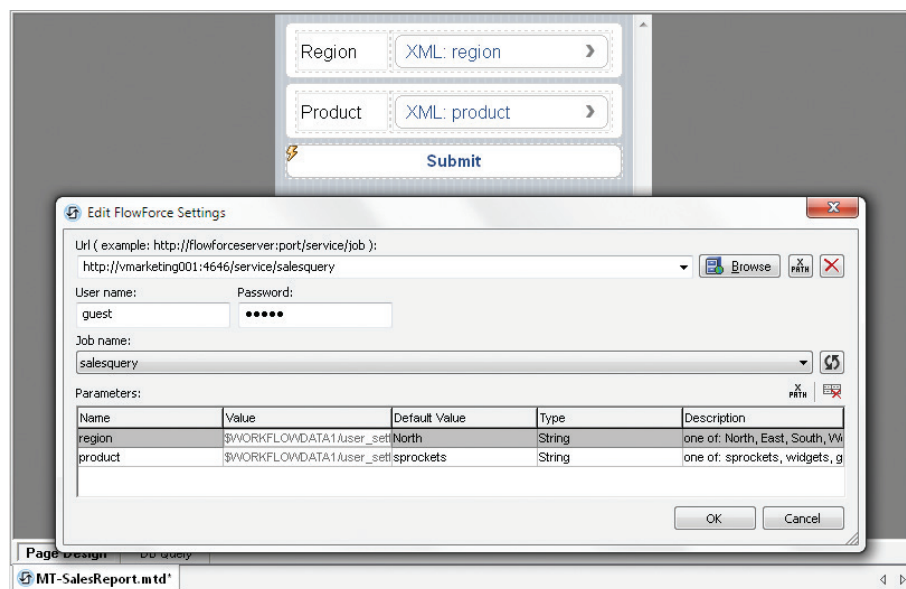 Region XML: region
Product XML: product
Submit
Edit FlowForce Settings
Url ( example: http://flowforceserver:port/service/job ):
http://vmarketing001:4646/service/salesquery Browse X PATH
User name: Password:
guest •••••
Job name:
salesquery
Parameters: X PATH
Name Value Default Value Type Description
region $WORKFLOWDATA1/user_sett North String one of: North, East, South, We
product $WORKFLOWDATA1/user_sett sprockets String one of: sprockets, widgets, g
OK Cancel
Page Design DB Query
MT-SalesReport.mtd*